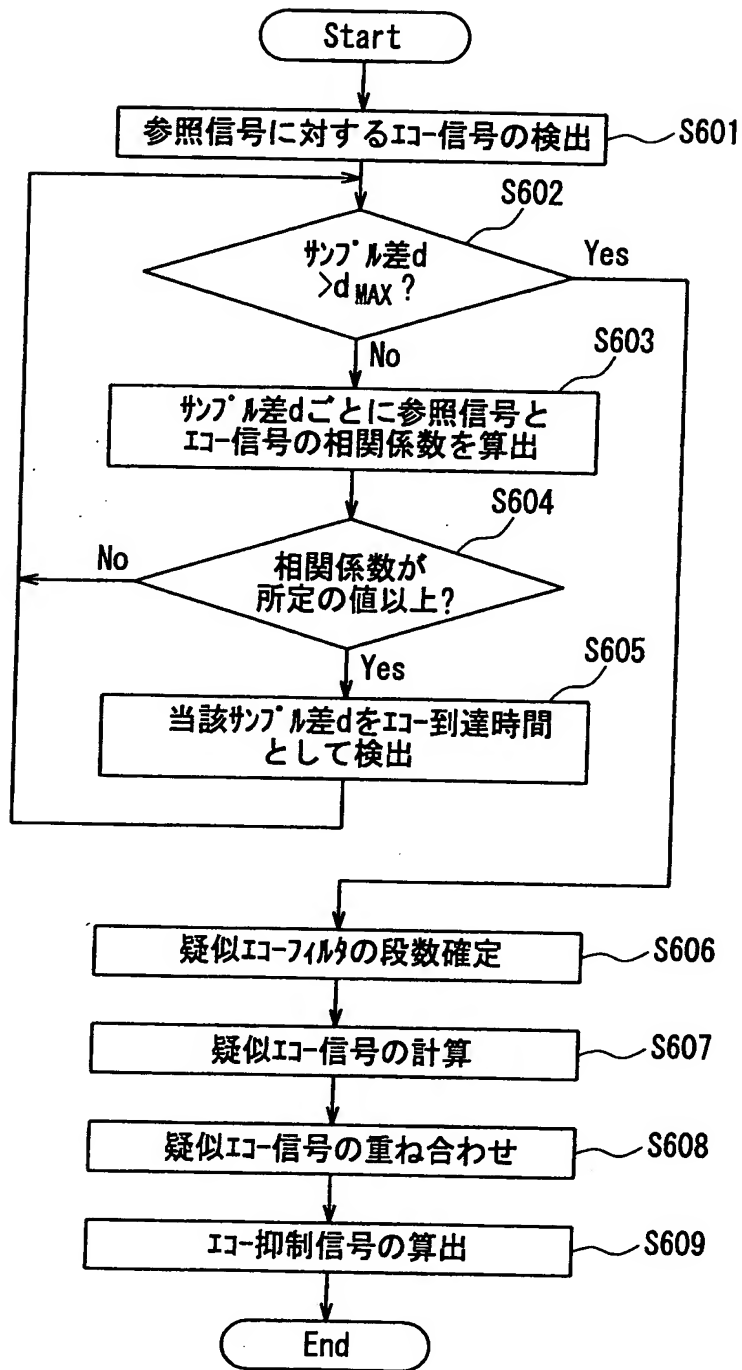 Start
参照信号に対するｴｺｰ信号の検出
S601
S602
ｻﾝﾌﾟﾙ差d
>dMAX?
Yes
No
S603
ｻﾝﾌﾟﾙ差dごとに参照信号と
ｴｺｰ信号の相関係数を算出
S604
No
相関係数が
所定の値以上?
Yes
S605
当該ｻﾝﾌﾟﾙ差dをｴｺｰ到達時間
として検出
疑似ｴｺｰﾌｨﾙﾀの段数確定
S606
疑似ｴｺｰ信号の計算
S607
疑似ｴｺｰ信号の重ね合わせ
S608
ｴｺｰ抑制信号の算出
S609
End